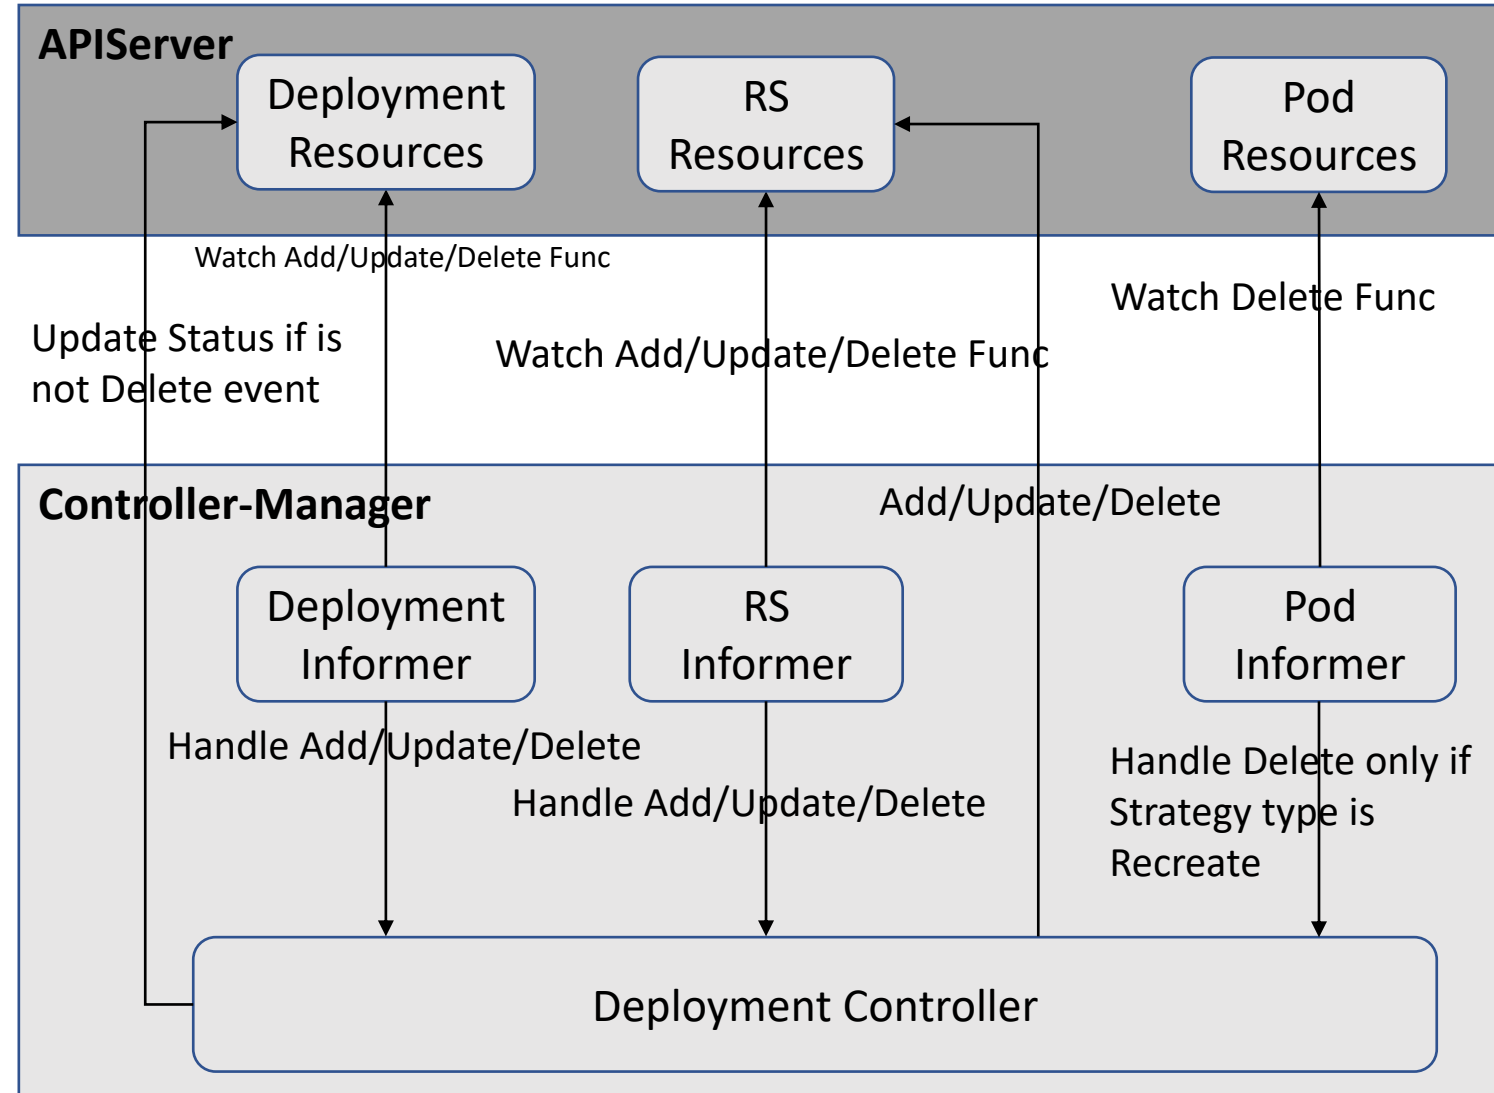 APIServer
Deployment
Resources
RS
Resources
Pod
Resources
Watch Add/Update/Delete Func
Watch Delete Func
Update Status if is
not Delete event
Watch Add/Update/Delete Func
Controller-Manager
Add/Update/Delete
Deployment
Informer
RS
Informer
Pod
Informer
Handle Add/Update/Delete
Handle Add/Update/Delete
Handle Delete only if
Strategy type is
Recreate
Deployment Controller